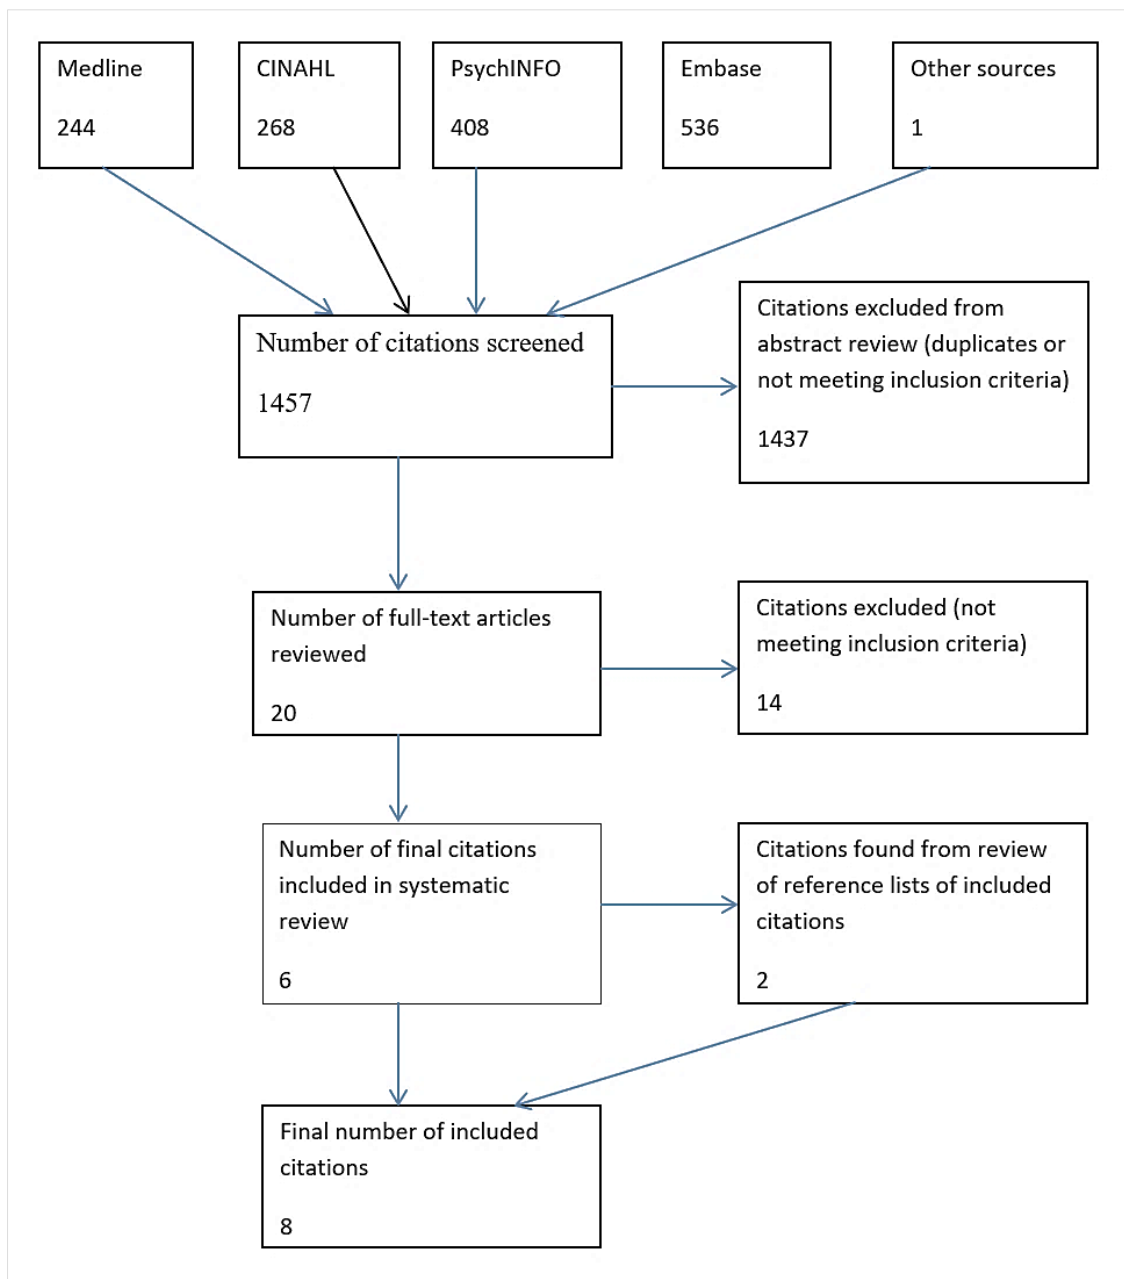 Medline
244
CINAHL
268
PsychINFO
408
Embase
536
Other sources
1
Number of citations screened
1457
Citations excluded from
abstract review (duplicates or
not meeting inclusion criteria)
1437
Number of full-text articles
reviewed
20
Citations excluded (not
meeting inclusion criteria)
14
Number of final citations
included in systematic
review
6
Citations found from review
of reference lists of included
citations
2
Final number of included
citations
8